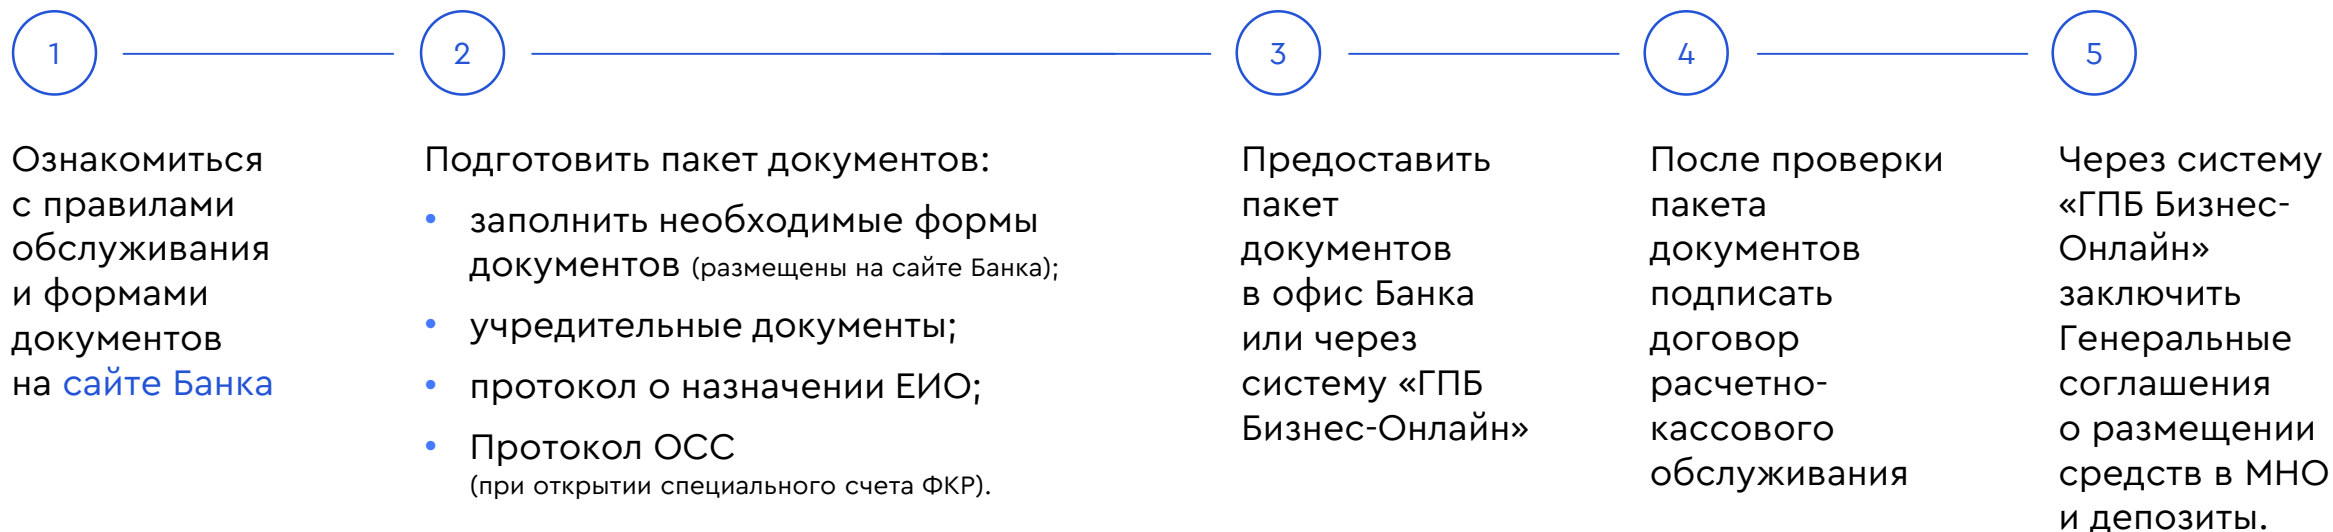 1
Ознакомиться
с правилами
обслуживания
и формами
документов
на сайте Банка
2
Подготовить пакет документов:
• заполнить необходимые формы
документов (размещены на сайте Банка);
• учредительные документы;
• протокол о назначении ЕИО;
• Протокол ОСС
(при открытии специального счета ФКР).
3
Предоставить
пакет
документов
в офис Банка
или через
систему «ГПБ
Бизнес-Онлайн»
4
После проверки
пакета
документов
подписать
договор
расчетно-
кассового
обслуживания
5
Через систему
«ГПБ Бизнес-
Онлайн»
заключить
Генеральные
соглашения
о размещении
средств в МНО
и депозиты.